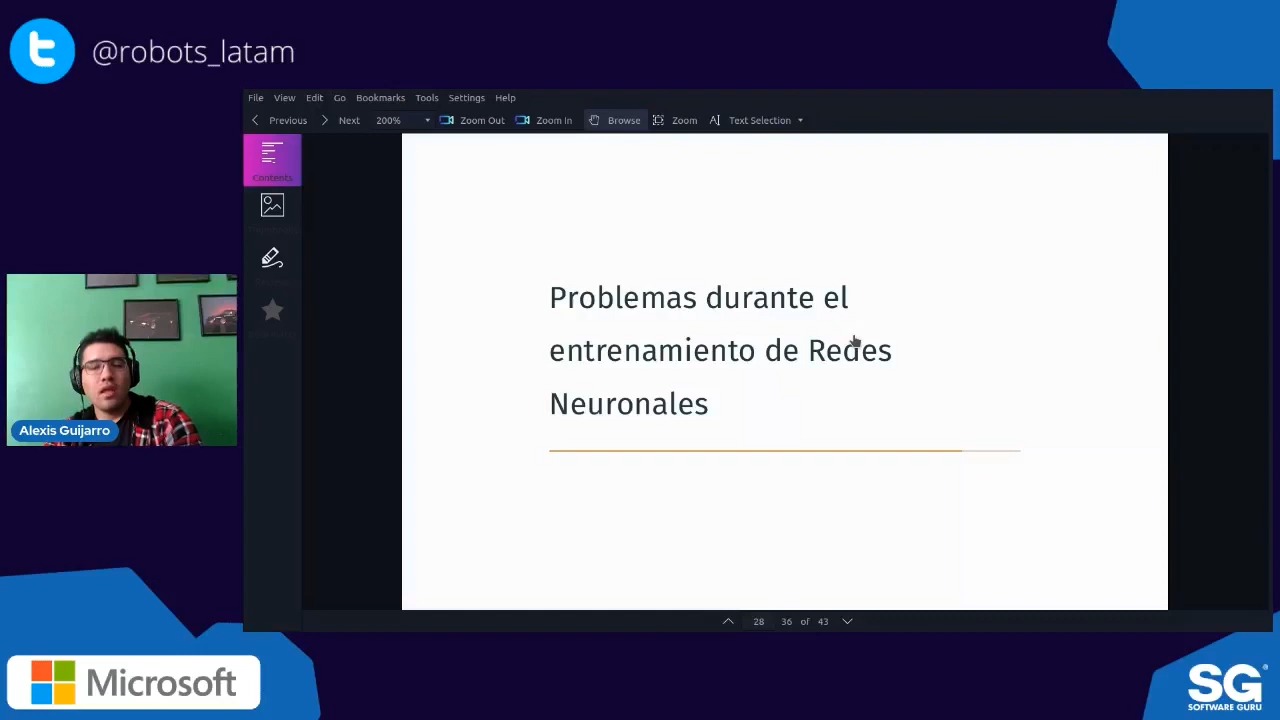 @robots_latam
File View Edit Go Bookmarks Tools Settings Help
Previous Next 200% Zoom Out Zoom In Browse Zoom Text Selection
Contents
Problemas durante el
entrenamiento de Redes
Neuronales
Alexis Guijarro
28 36 of 43
Microsoft
SG
SOFTWARE GURU